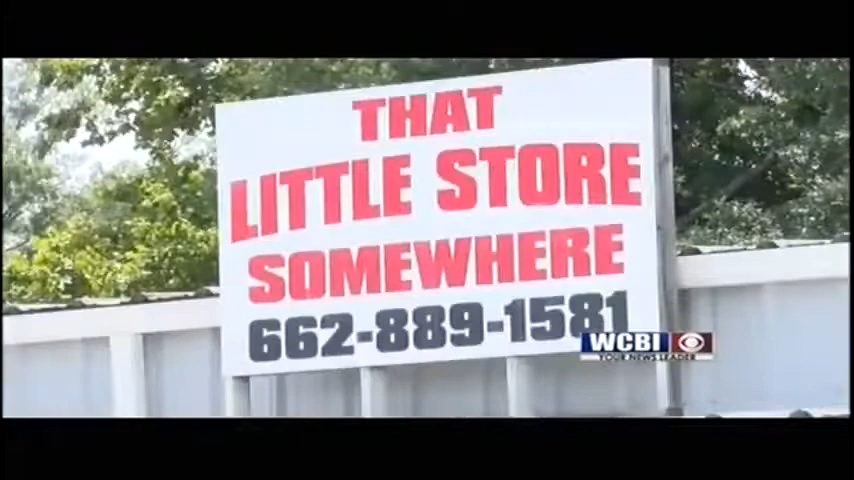 THAT
LITTLE STORE
SOMEWHERE
662-889-1581
WCBI
YOUR NEWS LEADER